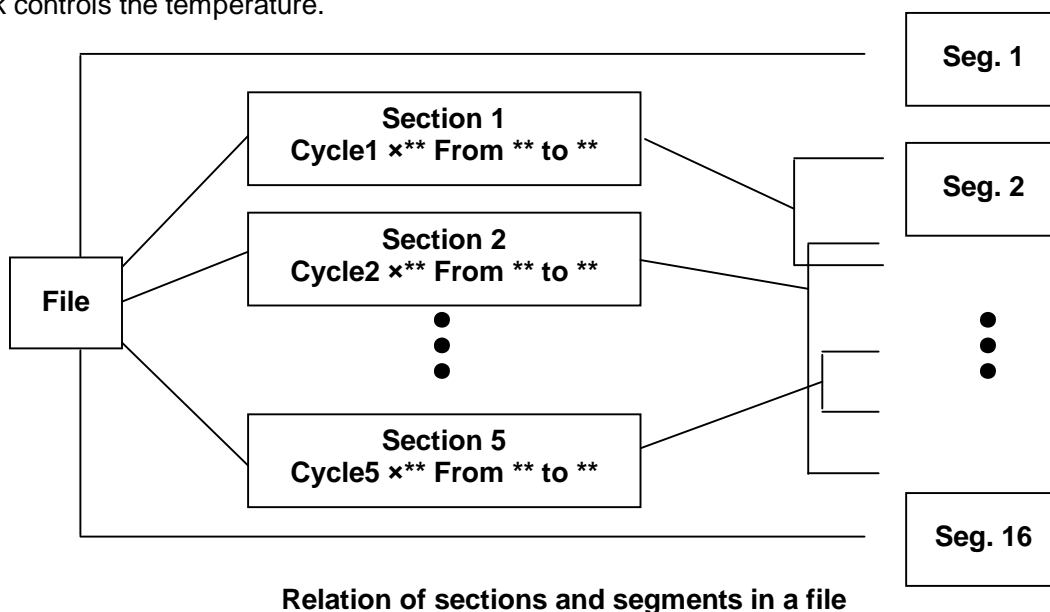 controls the temperature.
Seg. 1
Section 1
Cycle1 ×** From ** to **
Seg. 2
Section 2
Cycle2 ×** From ** to **
File
Section 5
Cycle5 ×** From ** to **
Seg. 16
Relation of sections and segments in a file